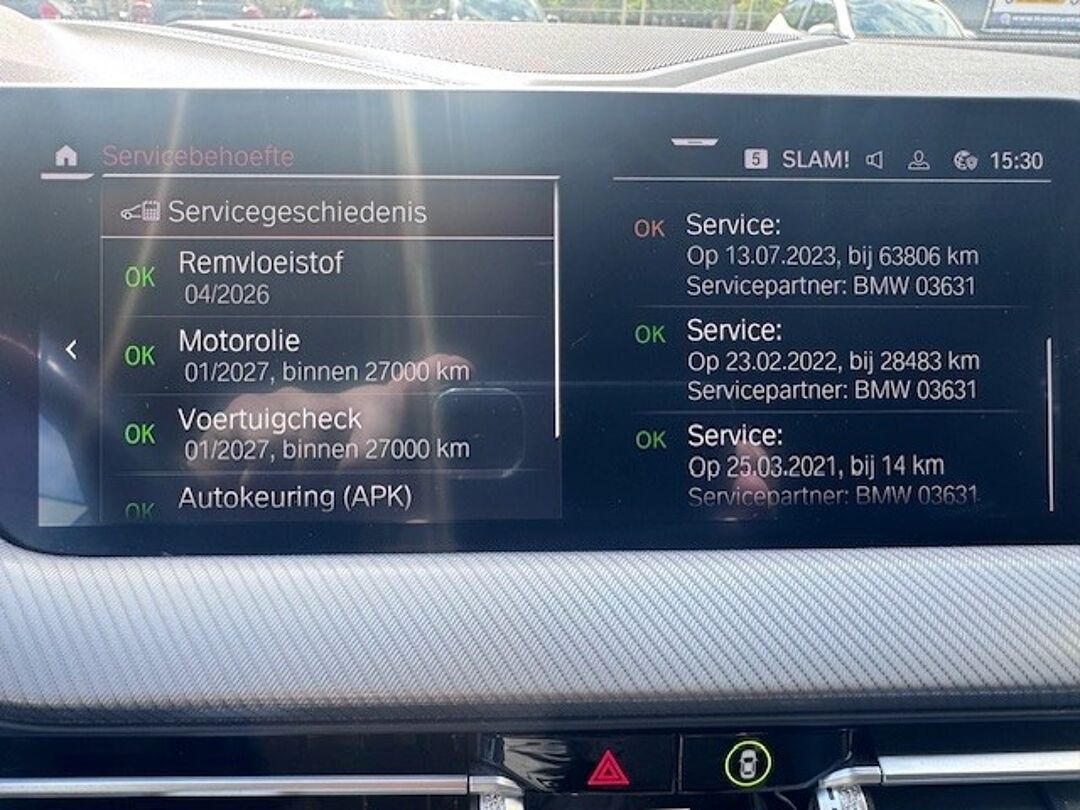 Servicebehoefte
5 SLAM! 15:30
Servicegeschiedenis
OK Remvloeistof
04/2026
OK Motorolie
01/2027, binnen 27000 km
OK Voertuigcheck
01/2027, binnen 27000 km
OK Autokeuring (APK)
OK Service:
Op 13.07.2023, bij 63806 km
Servicepartner: BMW 03631
OK Service:
Op 23.02.2022, bij 28483 km
Servicepartner: BMW 03631
OK Service:
Op 25.03.2021, bij 14 km
Servicepartner: BMW 03631